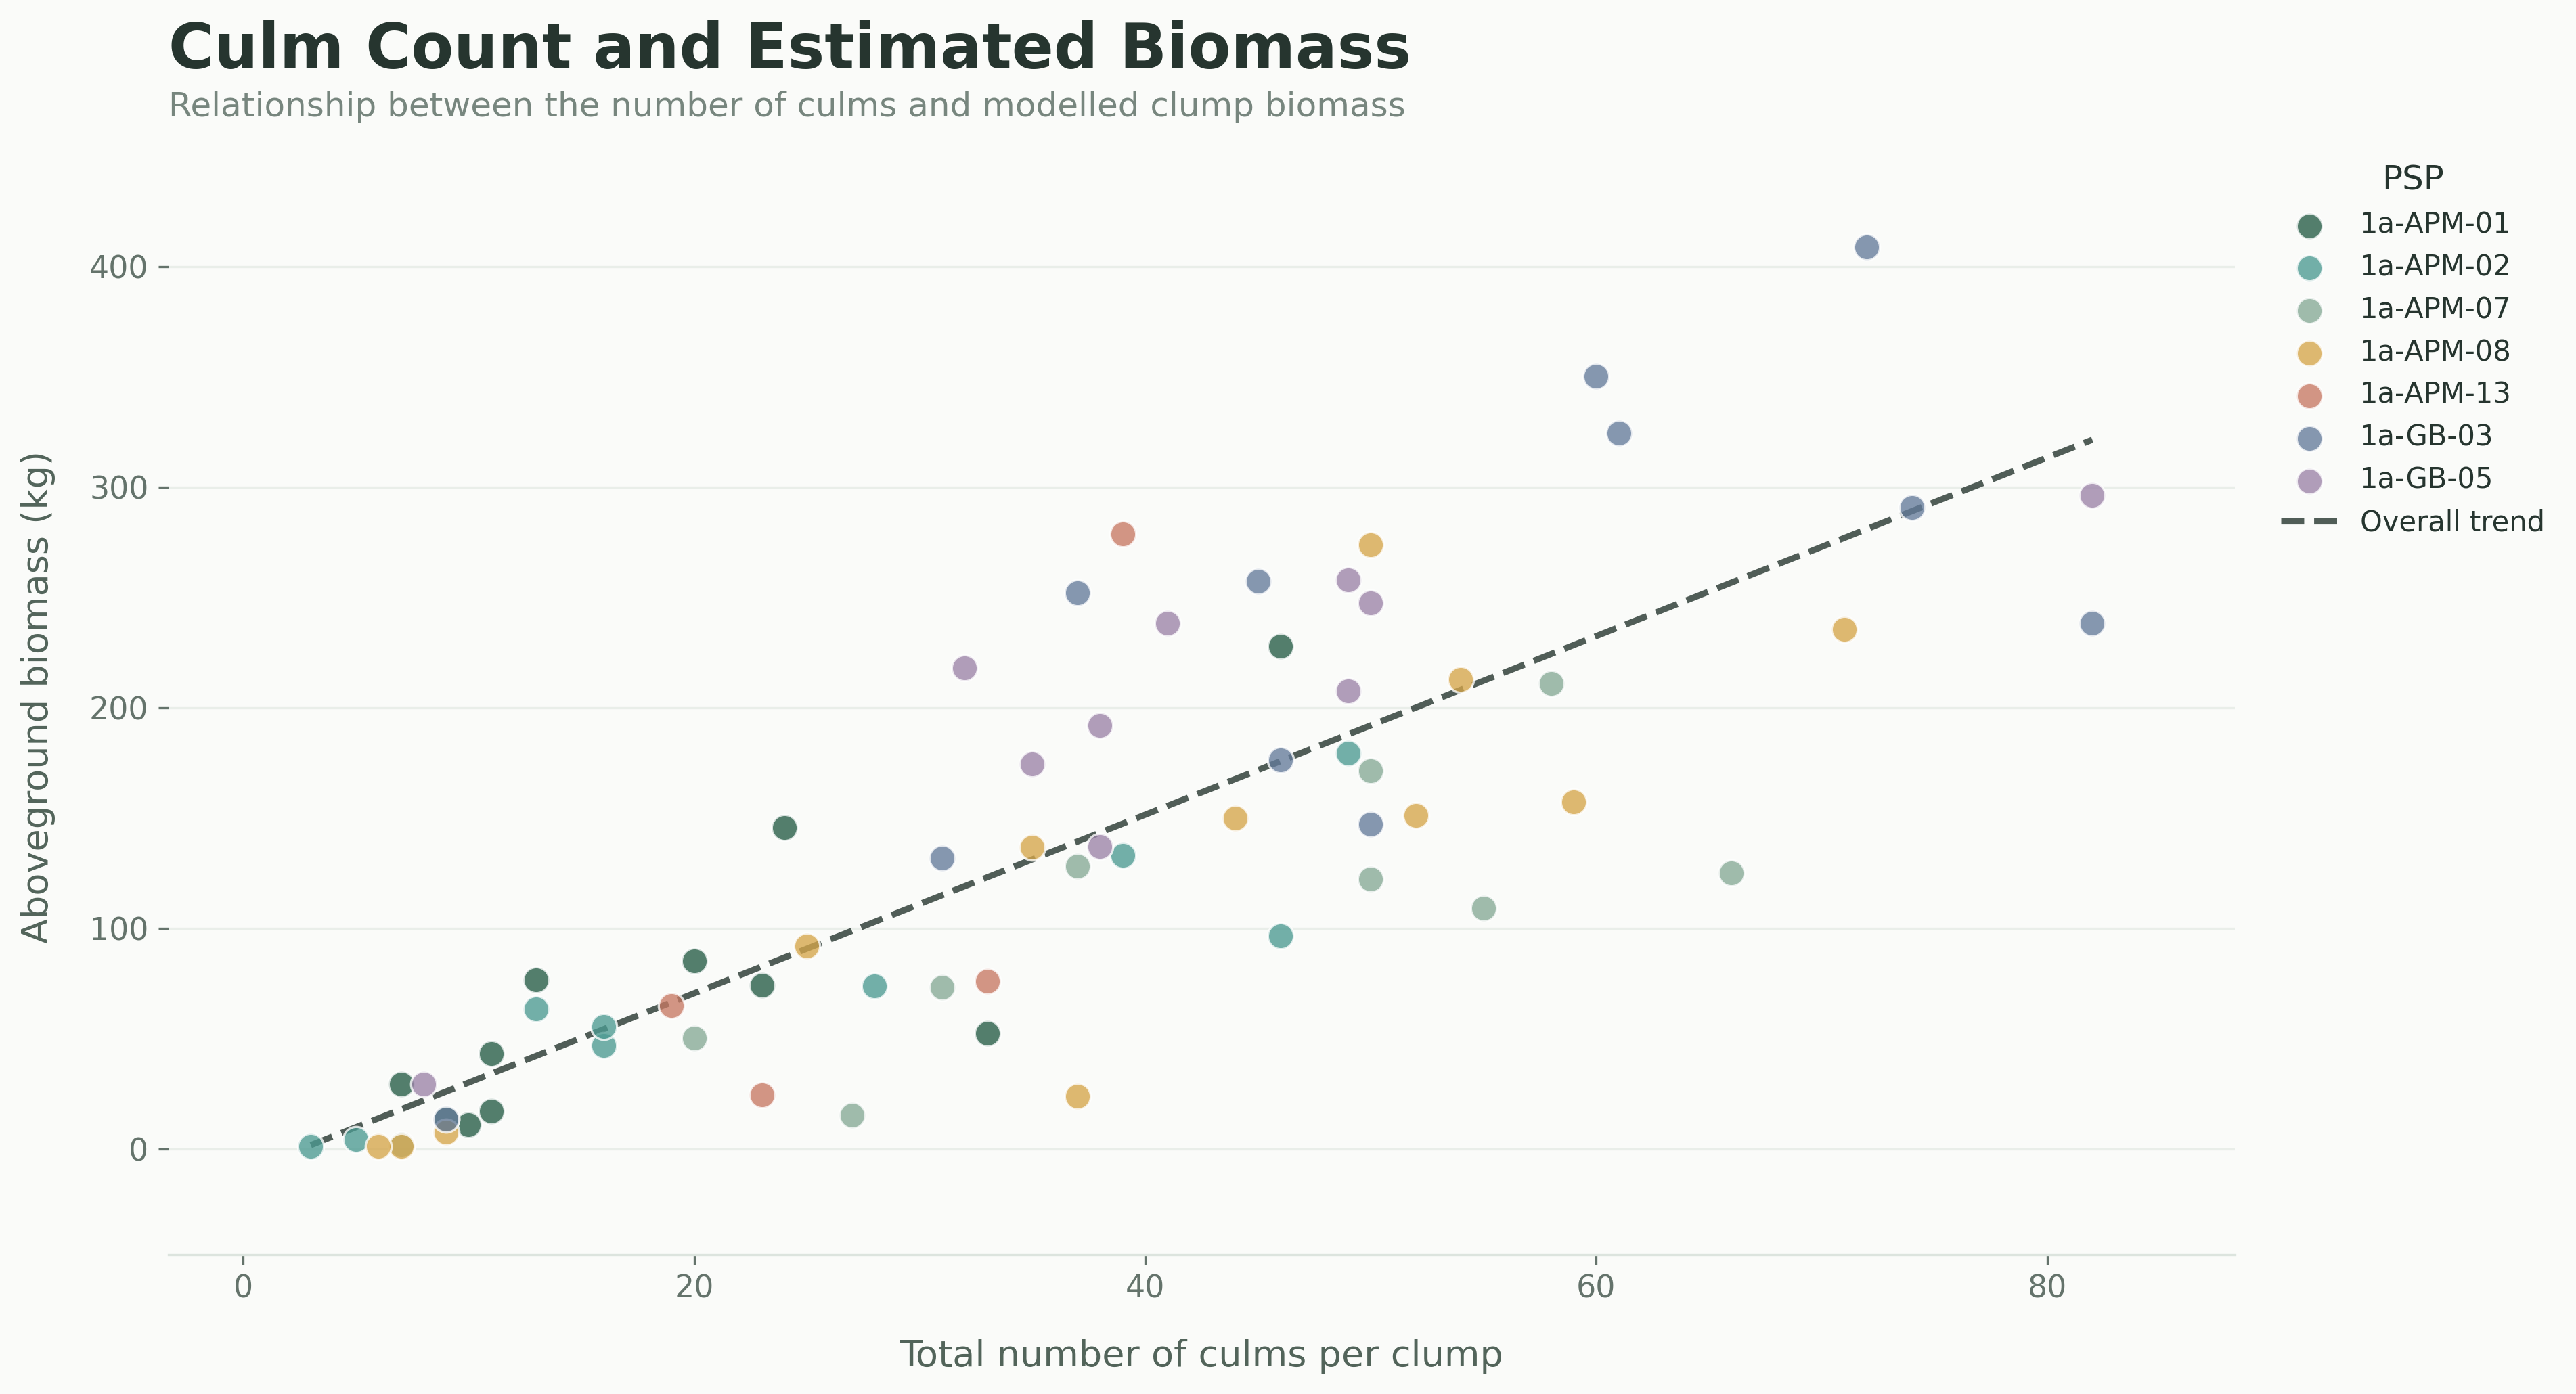 Culm Count and Estimated Biomass
Relationship between the number of culms and modelled clump biomass
PSP
1a-APM-01
1a-APM-02
1a-APM-07
1a-APM-08
1a-APM-13
1a-GB-03
1a-GB-05
Overall trend
Aboveground biomass (kg)
400
300
200
100
0
0 20 40 60 80
Total number of culms per clump